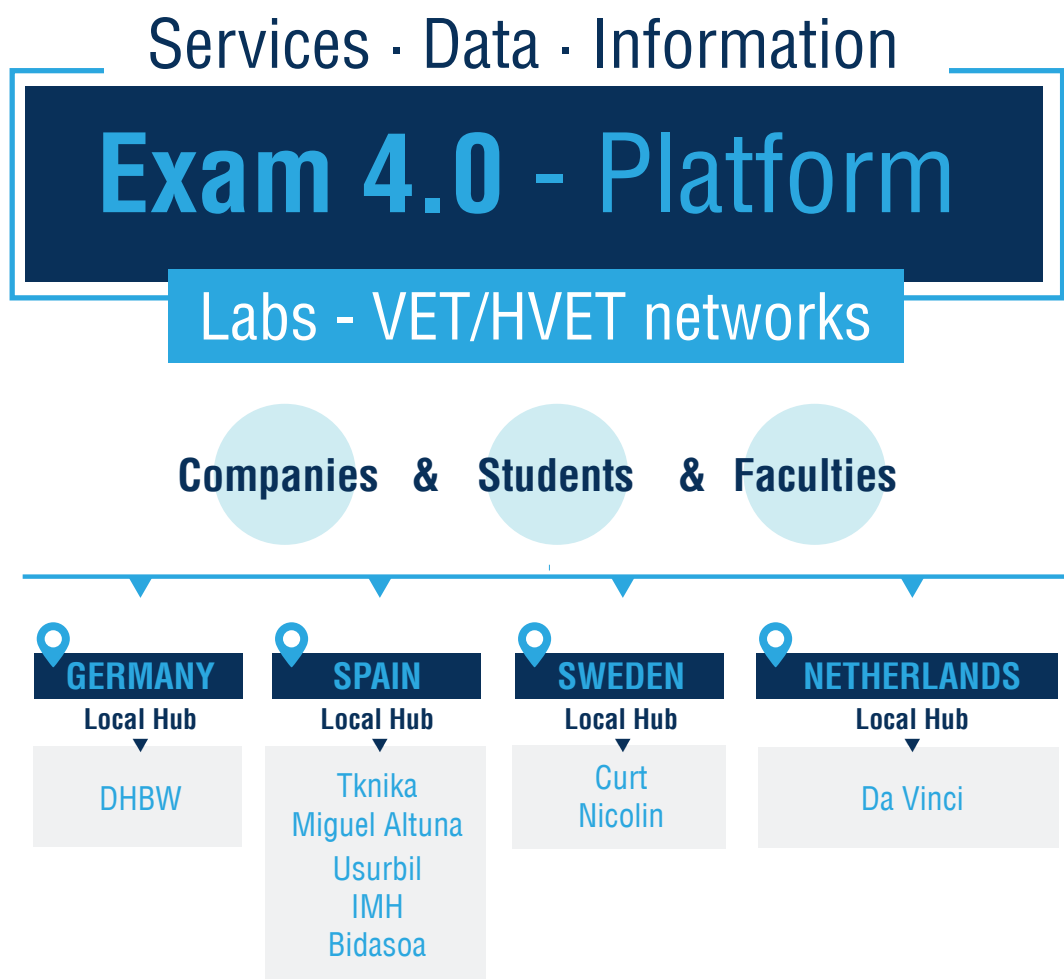 Services · Data · Information
Exam 4.0 - Platform
Labs - VET/HVET networks
Companies & Students & Faculties
GERMANY
Local Hub
DHBW
SPAIN
Local Hub
Tknika
Miguel Altuna
Usurbil
IMH
Bidasoa
SWEDEN
Local Hub
Curt
Nicolin
NETHERLANDS
Local Hub
Da Vinci